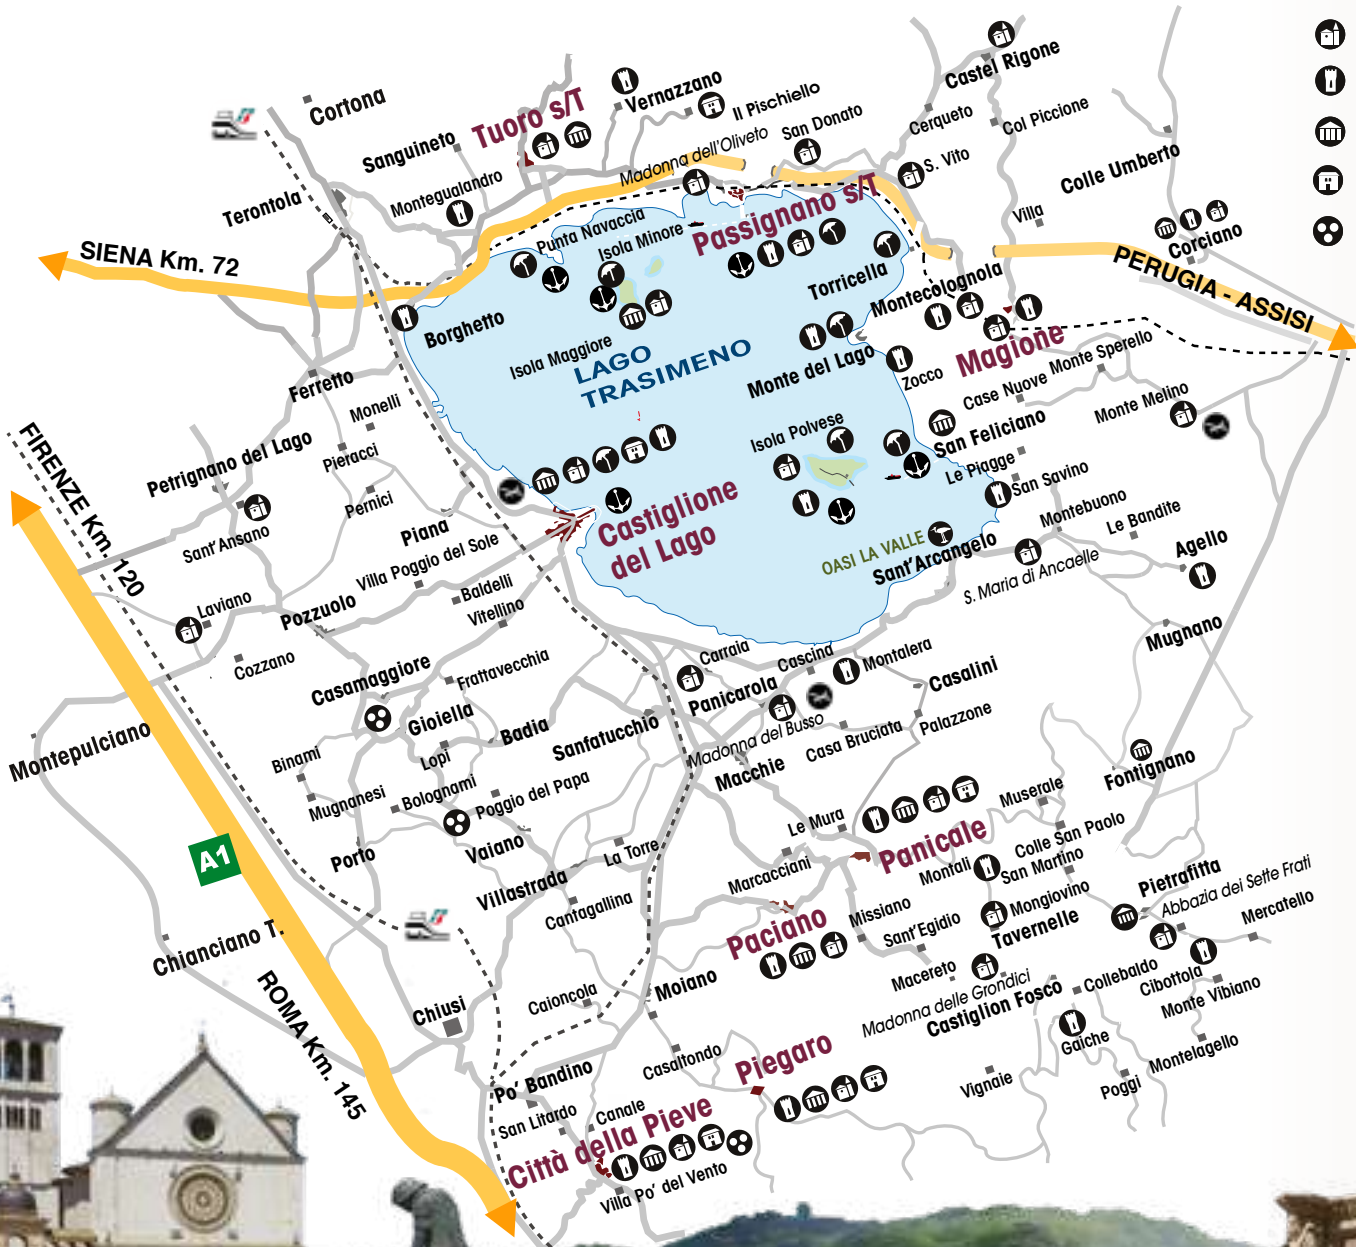 Castel Rigone
Cortona
Vernazzano
Tuoro s/T
Il Pischiello
San Donato
Cerqueto
Col Piccione
Sanguineto
Madonna dell'Oliveto
S. Vito
Colle Umberto
Montegualandro
Terontola
Villa
Punta Navaccia
Isola Minore
Passignano s/T
Corciano
SIENA Km. 72
PERUGIA - ASSISI
Torricella
Montecolognola
Borghetto
Isola Maggiore
LAGO
TRASIMENO
Monte del Lago
Magione
Zocco
Case Nuove
Monte Sperello
Ferretto
Monelli
Monte Melino
Isola Polvese
San Feliciano
FIRENZE Km. 120
Petrignano del Lago
Pieracci
Le Piagge
San Savino
Pernici
Castiglione
del Lago
Montebuono
Le Bandite
Sant'Ansano
Piana
Villa Poggio del Sole
OASI LA VALLE
Sant'Arcangelo
Agello
S. Maria di Ancaelle
Laviano
Pozzuolo
Baldelli
Vitellino
Mugnano
Cozzano
Casamaggiore
Frattavecchia
Carraia
Cascina
Montalera
Casalini
Panicarola
Gioiella
Badia
Sanfatucchio
Madonna del Busso
Casa Bruciata
Palazzone
Montepulciano
Binami
Lopi
Macchie
Fontignano
Mugnanesi
Bolognami
Poggio del Papa
Muserale
Le Mura
Colle San Paolo
A1
Porto
Vaiano
La Torre
Panicale
Marcacciani
Montali
San Martino
Villastrada
Pietrafitta
Cantagallina
Missiano
Mongiovino
Abbazia dei Sette Frati
Mercatello
Paciano
Sant'Egidio
Tavernelle
Chianciano T.
Macereto
Collebaldo
Cibottola
Monte Vibiano
ROMA Km. 145
Moiano
Caioncola
Madonna delle Grondici
Castiglion Fosco
Chiusi
Gaiche
Montelagello
Casaltondo
Piegaro
Vignaie
Poggi
Po' Bandino
San Litardo
Canale
Città della Pieve
Villa Po' del Vento